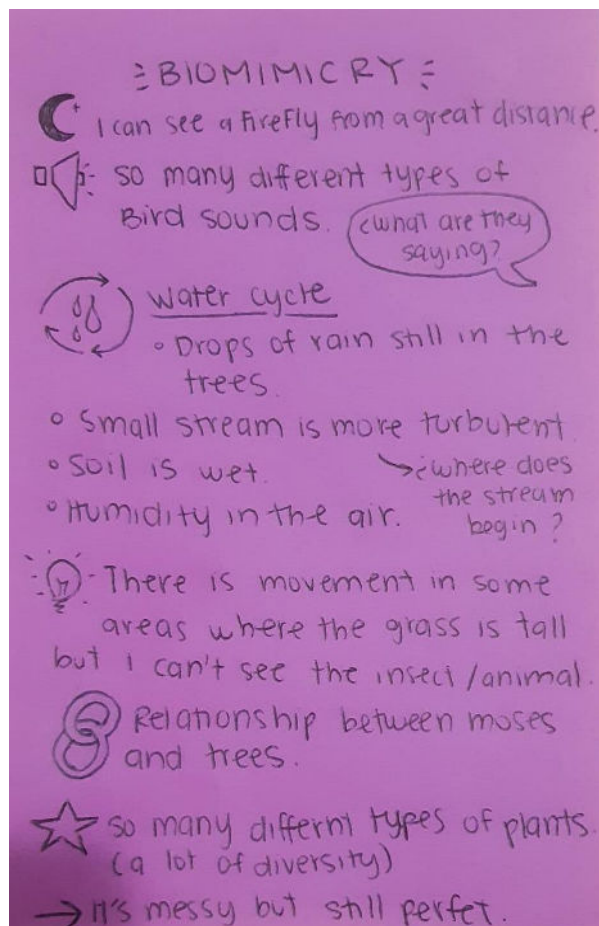 BIOMIMICRY
I can see a firefly from a great distance.
so many different types of
Bird sounds.
¿what are they
saying?
Water cycle
Drops of rain still in the
trees.
Small stream is more turbulent.
Soil is wet.
¿where does
the stream
begin?
Humidity in the air.
There is movement in some
areas where the grass is tall
but I can't see the insect/animal.
Relationship between moses
and trees.
so many differnt types of plants.
(a lot of diversity)
→ It's messy but still perfet.